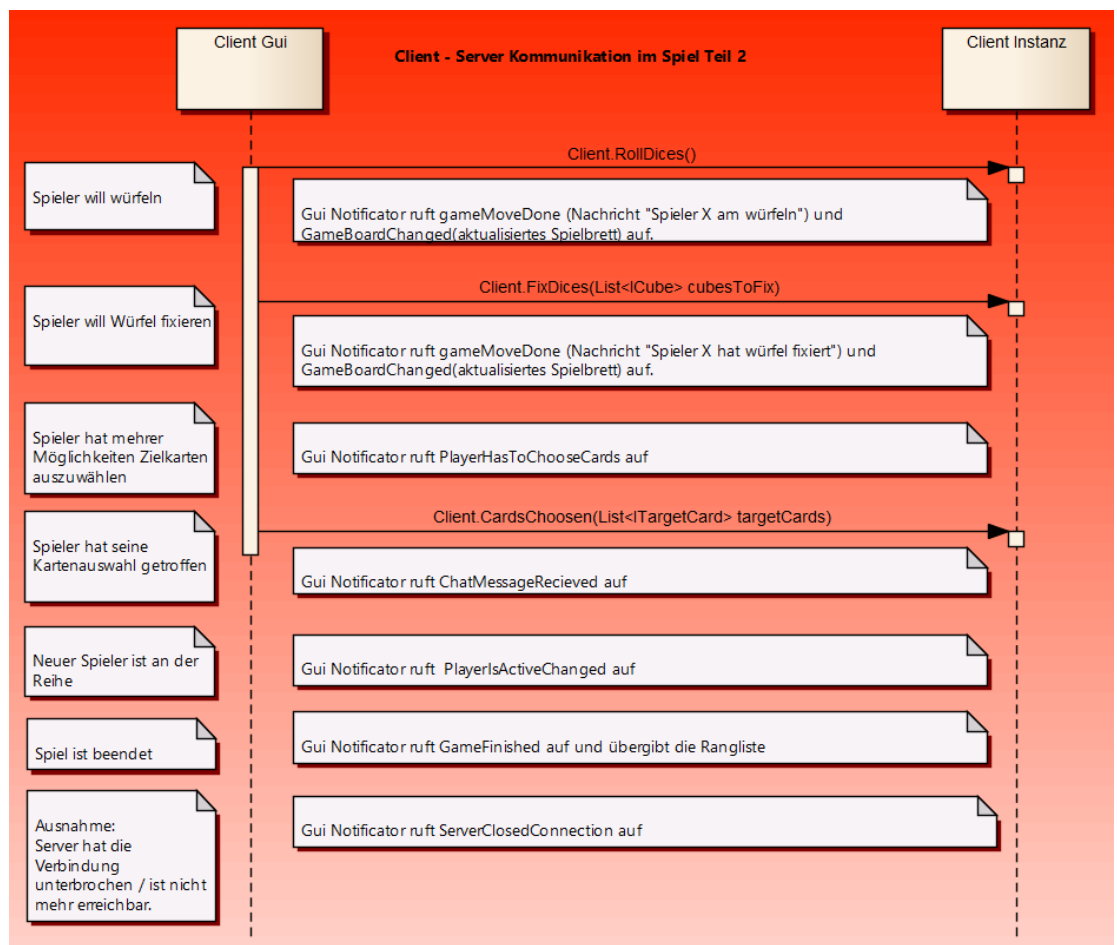 Client Gui
Client - Server Kommunikation im Spiel Teil 2
Client Instanz
Client.RollDices()
Spieler will würfeln
Gui Notificator ruft gameMoveDone (Nachricht "Spieler X am würfeln") und
GameBoardChanged(aktualisiertes Spielbrett) auf.
Client.FixDices(List<ICube> cubesToFix)
Spieler will Würfel fixieren
Gui Notificator ruft gameMoveDone (Nachricht "Spieler X hat würfel fixiert") und
GameBoardChanged(aktualisiertes Spielbrett) auf.
Spieler hat mehrer
Möglichkeiten Zielkarten
auszuwählen
Gui Notificator ruft PlayerHasToChooseCards auf
Client.CardsChoosen(List<ITargetCard> targetCards)
Spieler hat seine
Kartenauswahl getroffen
Gui Notificator ruft ChatMessageRecieved auf
Neuer Spieler ist an der
Reihe
Gui Notificator ruft  PlayerIsActiveChanged auf
Spiel ist beendet
Gui Notificator ruft GameFinished auf und übergibt die Rangliste
Ausnahme:
Server hat die
Verbindung
unterbrochen / ist nicht
mehr erreichbar.
Gui Notificator ruft ServerClosedConnection auf